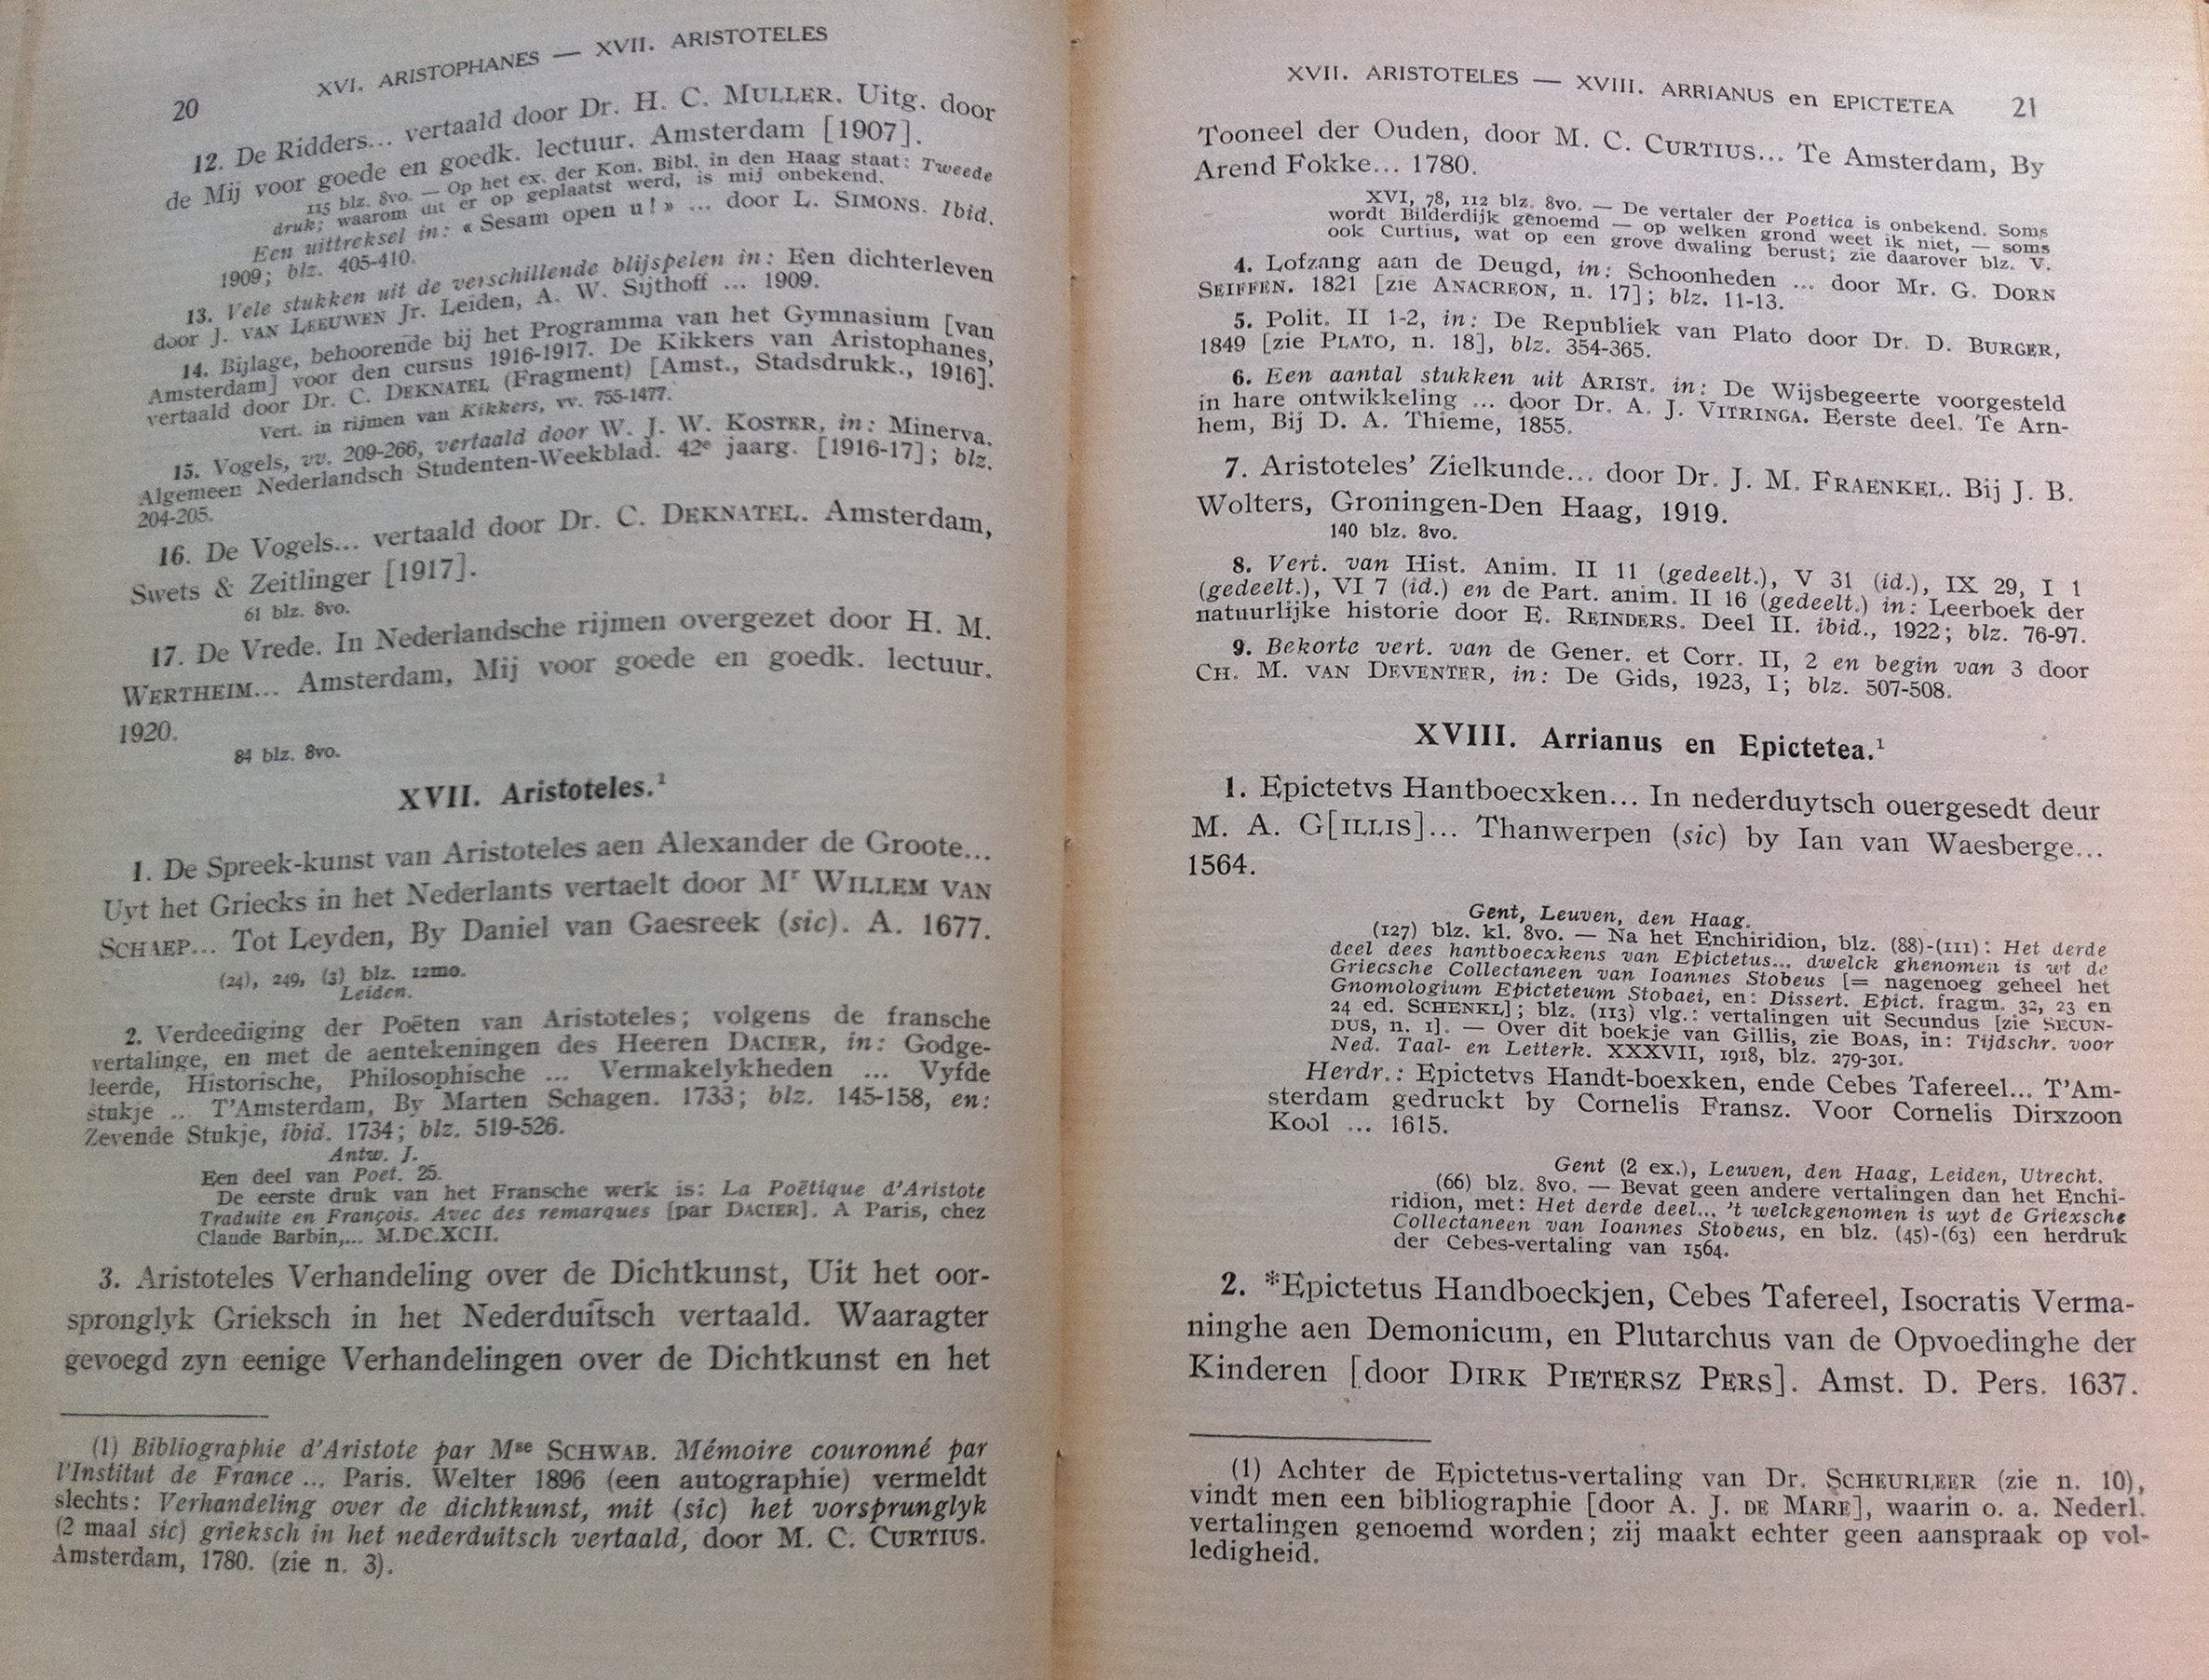 XVI. ARISTOPHANES — XVII. ARISTOTELES
20
12. De Ridders... vertaald door Dr. H. C. MULLER. Uitg. door
de Mij voor goede en goedk. lectuur. Amsterdam [1907].
115 blz. 8vo. — Op het ex. der Kon. Bibl. in den Haag staat: Tweede
druk; waarom dit er op geplaatst werd, is mij onbekend.
Een uittreksel in: « Sesam open u! » ... door L. SIMONS. Ibid.
1909; blz. 405-410.
13. Vele stukken uit de verschillende blijspelen in: Een dichterleven
door J. VAN LEEUWEN Jr. Leiden, A. W. Sijthoff ... 1909.
14. Bijlage, behoorende bij het Programma van het Gymnasium [van
Amsterdam] voor den cursus 1916-1917. De Kikkers van Aristophanes,
vertaald door Dr. C. DEKNATEL (Fragment) [Amst., Stadsdrukk., 1916].
Vert. in rijmen van Kikkers, vv. 755-1477.
15. Vogels, vv. 209-266, vertaald door W. J. W. KOSTER, in: Minerva.
Algemeen Nederlandsch Studenten-Weekblad. 42e jaarg. [1916-17]; blz.
204-205.
16. De Vogels... vertaald door Dr. C. DEKNATEL. Amsterdam,
Swets & Zeitlinger [1917].
61 blz. 8vo.
17. De Vrede. In Nederlandsche rijmen overgezet door H. M.
WERTHEIM... Amsterdam, Mij voor goede en goedk. lectuur.
1920.
84 blz. 8vo.
XVII. Aristoteles.¹
1. De Spreek-kunst van Aristoteles aen Alexander de Groote...
Uyt het Griecks in het Nederlants vertaelt door Mr WILLEM VAN
SCHAEP... Tot Leyden, By Daniel van Gaesreek (sic). A. 1677.
(24), 249, (3) blz. 12mo.
Leiden.
2. Verdeediging der Poëten van Aristoteles; volgens de fransche
vertalinge, en met de aentekeningen des Heeren DACIER, in: Godge-
leerde, Historische, Philosophische ... Vermakelykheden ... Vyfde
stukje ... T'Amsterdam, By Marten Schagen. 1733; blz. 145-158, en:
Zevende Stukje, ibid. 1734; blz. 519-526.
Antw. J.
Een deel van Poet. 25.
De eerste druk van het Fransche werk is: La Poëtique d'Aristote
Traduite en François. Avec des remarques [par DACIER]. A Paris, chez
Claude Barbin,... M.DC.XCII.
3. Aristoteles Verhandeling over de Dichtkunst, Uit het oor-
spronglyk Grieksch in het Nederduitsch vertaald. Waaragter
gevoegd zyn eenige Verhandelingen over de Dichtkunst en het
(1) Bibliographie d'Aristote par Mse SCHWAB. Mémoire couronné par
l'Institut de France ... Paris. Welter 1896 (een autographie) vermeldt
slechts: Verhandeling over de dichtkunst, mit (sic) het vorsprunglyk
(2 maal sic) grieksch in het nederduitsch vertaald, door M. C. CURTIUS.
Amsterdam, 1780. (zie n. 3).
XVII. ARISTOTELES — XVIII. ARRIANUS en EPICTETEA
21
Tooneel der Ouden, door M. C. CURTIUS... Te Amsterdam, By
Arend Fokke... 1780.
XVI, 78, 112 blz. 8vo. — De vertaler der Poetica is onbekend. Soms
wordt Bilderdijk genoemd — op welken grond weet ik niet, — soms
ook Curtius, wat op een grove dwaling berust; zie daarover blz. V.
4. Lofzang aan de Deugd, in: Schoonheden ... door Mr. G. DORN
SEIFFEN. 1821 [zie ANACREON, n. 17]; blz. 11-13.
5. Polit. II 1-2, in: De Republiek van Plato door Dr. D. BURGER,
1849 [zie PLATO, n. 18], blz. 354-365.
6. Een aantal stukken uit ARIST. in: De Wijsbegeerte voorgesteld
in hare ontwikkeling ... door Dr. A. J. VITRINGA. Eerste deel. Te Arn-
hem, Bij D. A. Thieme, 1855.
7. Aristoteles' Zielkunde... door Dr. J. M. FRAENKEL. Bij J. B.
Wolters, Groningen-Den Haag, 1919.
140 blz. 8vo.
8. Vert. van Hist. Anim. II 11 (gedeelt.), V 31 (id.), IX 29, I 1
(gedeelt.), VI 7 (id.) en de Part. anim. II 16 (gedeelt.) in: Leerboek der
natuurlijke historie door E. REINDERS. Deel II. ibid., 1922; blz. 76-97.
9. Bekorte vert. van de Gener. et Corr. II, 2 en begin van 3 door
CH. M. VAN DEVENTER, in: De Gids, 1923, I; blz. 507-508.
XVIII. Arrianus en Epictetea.¹
1. Epictetvs Hantboecxken... In nederduytsch ouergesedt deur
M. A. G[ILLIS]... Thanwerpen (sic) by Ian van Waesberge...
1564.
Gent, Leuven, den Haag.
(127) blz. kl. 8vo. — Na het Enchiridion, blz. (88)-(111): Het derde
deel dees hantboecxkens van Epictetus... dwelck ghenomen is wt de
Griecsche Collectaneen van Ioannes Stobeus [= nagenoeg geheel het
Gnomologium Epicteteum Stobaei, en: Dissert. Epict. fragm. 32, 23 en
24 ed. SCHENKL]; blz. (113) vlg.: vertalingen uit Secundus [zie SECUN-
DUS, n. 1]. — Over dit boekje van Gillis, zie BOAS, in: Tijdschr. voor
Ned. Taal- en Letterk. XXXVII, 1918, blz. 279-301.
Herdr.: Epictetvs Handt-boexken, ende Cebes Tafereel... T'Am-
sterdam gedruckt by Cornelis Fransz. Voor Cornelis Dirxzoon
Kool ... 1615.
Gent (2 ex.), Leuven, den Haag, Leiden, Utrecht.
(66) blz. 8vo. — Bevat geen andere vertalingen dan het Enchi-
ridion, met: Het derde deel... 't welckgenomen is uyt de Griexsche
Collectaneen van Ioannes Stobeus, en blz. (45)-(63) een herdruk
der Cebes-vertaling van 1564.
2. *Epictetus Handboeckjen, Cebes Tafereel, Isocratis Verma-
ninghe aen Demonicum, en Plutarchus van de Opvoedinghe der
Kinderen [door DIRK PIETERSZ PERS]. Amst. D. Pers. 1637.
(1) Achter de Epictetus-vertaling van Dr. SCHEURLEER (zie n. 10),
vindt men een bibliographie [door A. J. DE MARE], waarin o. a. Nederl.
vertalingen genoemd worden; zij maakt echter geen aanspraak op vol-
ledigheid.